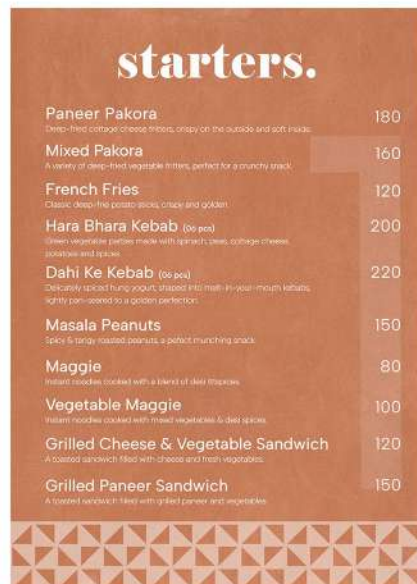 starters.
Paneer Pakora 180
Deep-fried cottage cheese fritters, crispy on the outside and soft inside.
Mixed Pakora 160
A variety of deep-fried vegetable fritters, perfect for a crunchy snack.
French Fries 120
Classic deep-frie potato sticks, crispy and golden
Hara Bhara Kebab (06 pcs) 200
Green vegetable patties made with spinach, peas, cottage cheese,
potatoes and spices
Dahi Ke Kebab (06 pcs) 220
Delicately spiced hung yogurt, shaped into melt-in-your-mouth kebabs,
lightly pan-seared to a golden perfection.
Masala Peanuts 150
Spicy & tangy roasted peanuts, a pefect munching snack
Maggie 80
Instant noodles cooked with a blend of desi
Vegetable Maggie 100
Instant noodles cooked with mixed vegetables & desi spices
Grilled Cheese & Vegetable Sandwich 120
A toasted sandwich filled with cheese and fresh vegetables.
Grilled Paneer Sandwich 150
A toasted sandwich filled with grilled paneer and vegetables
1